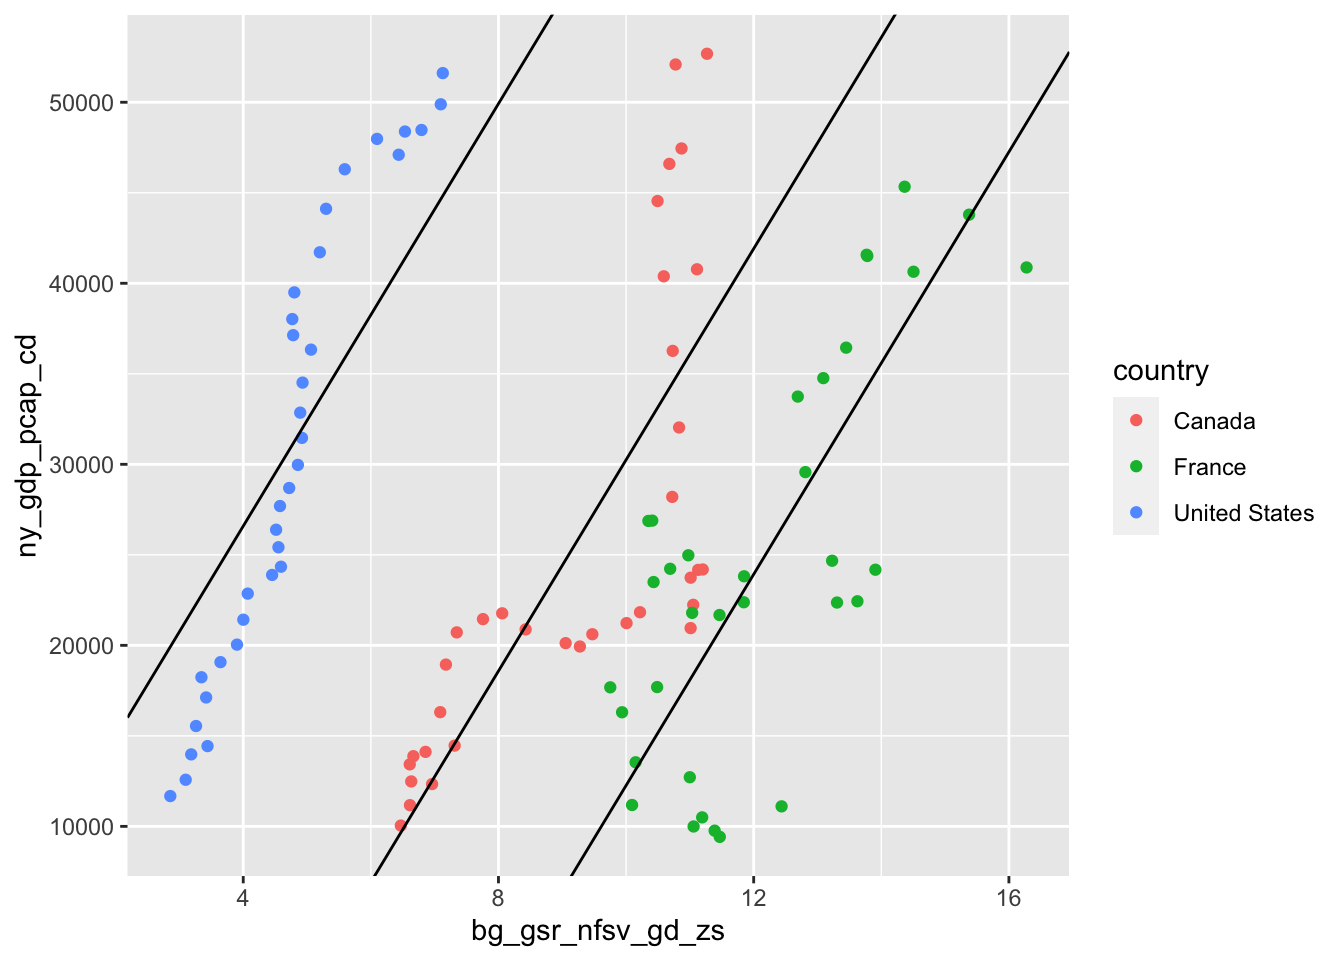 50000
40000
30000
20000
10000
ny_gdp_pcap_cd
4
8
12
16
bg_gsr_nfsv_gd_zs
country
Canada
France
United States